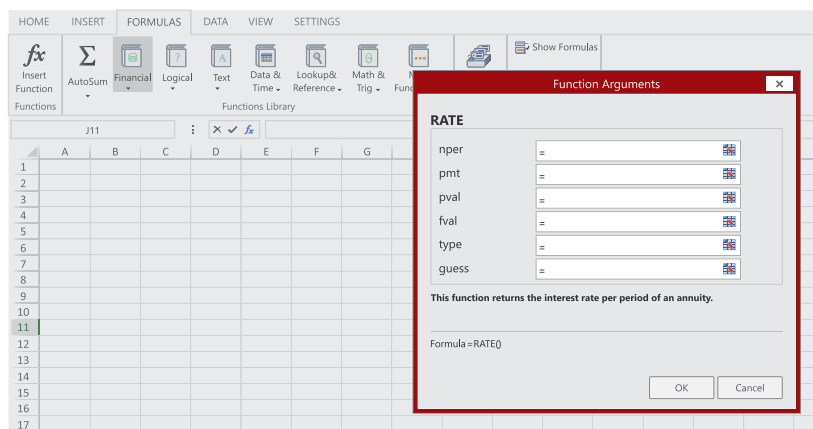 HOME INSERT FORMULAS DATA VIEW SETTINGS
fx Σ ? A θ Show Formulas
Insert Function AutoSum Financial Logical Text Data & Time Lookup& Reference Math & Trig
Functions Functions Library
J11 fx
A B C D E F G
1
2
3
4
5
6
7
8
9
10
11
12
13
14
15
16
17
Function Arguments
RATE
nper =
pmt =
pval =
fval =
type =
guess =
This function returns the interest rate per period of an annuity.
Formula =RATE()
OK Cancel